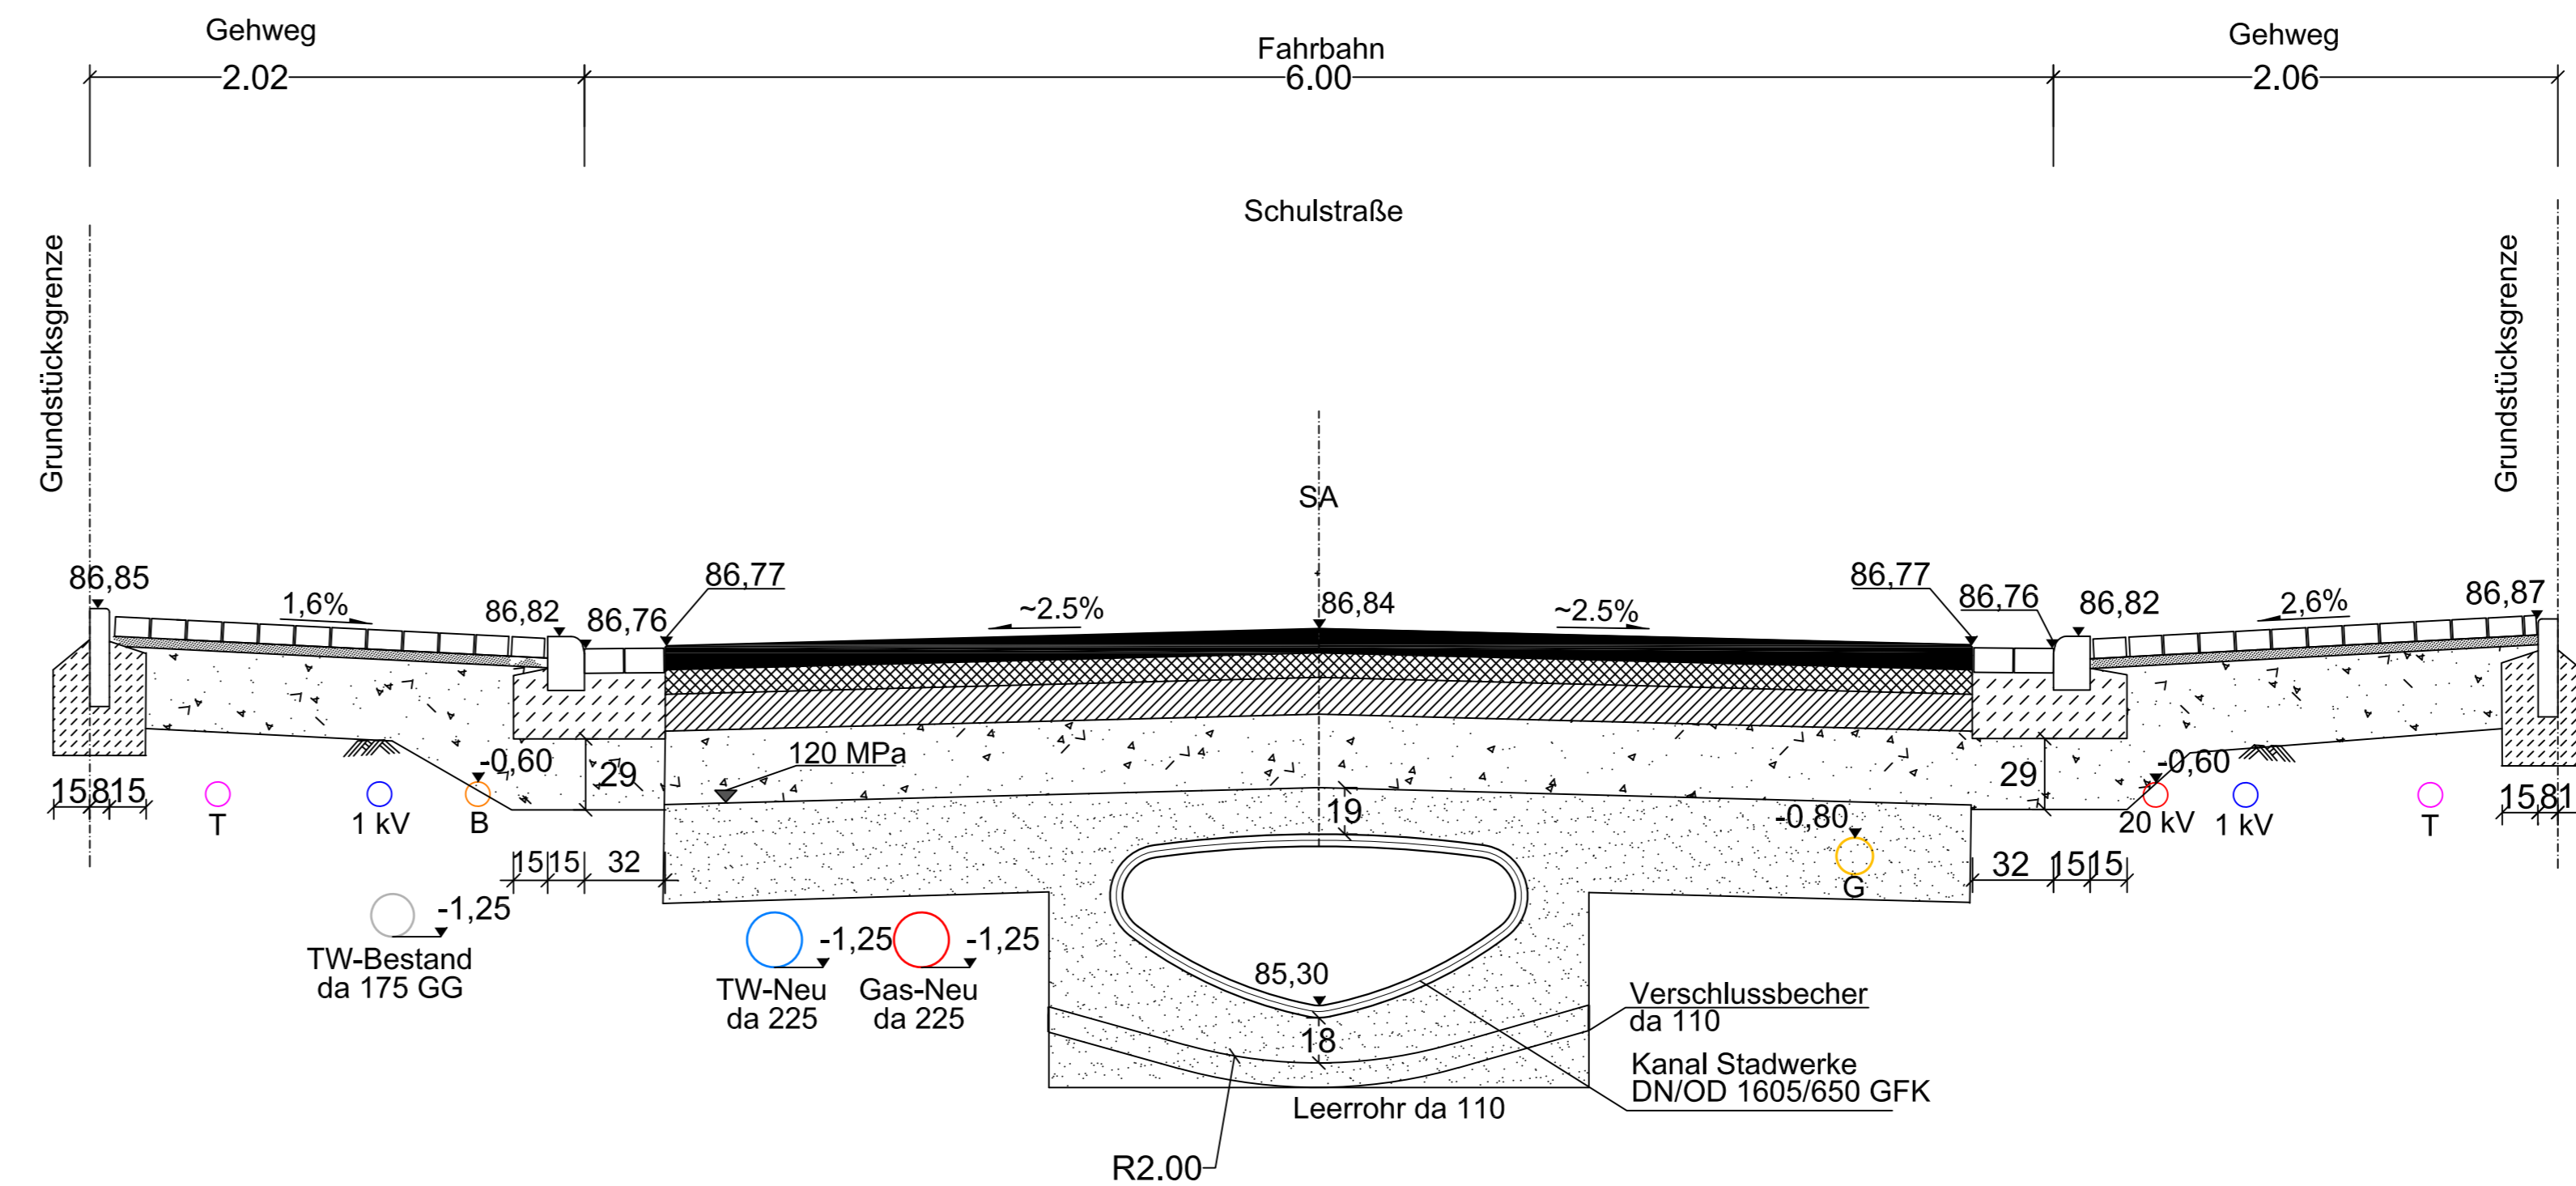 Gehweg
Fahrbahn
Gehweg
2.02
6.00
2.06
Schulstraße
Grundstücksgrenze
Grundstücksgrenze
SA
86,85
1,6%
86,82
86,76
86,77
~2.5%
86,84
~2.5%
86,77
86,76
86,82
2,6%
86,87
120 MPa
-0,60
29
19
-0,80
29
-0,60
15 8 15
T
1 kV
B
G
20 kV
1 kV
T
15 8 1
15 15 32
32 15 15
-1,25
TW-Bestand
da 175 GG
-1,25
TW-Neu
da 225
-1,25
Gas-Neu
da 225
85,30
18
Verschlussbecher
da 110
Kanal Stadwerke
DN/OD 1605/650 GFK
Leerrohr da 110
R2.00